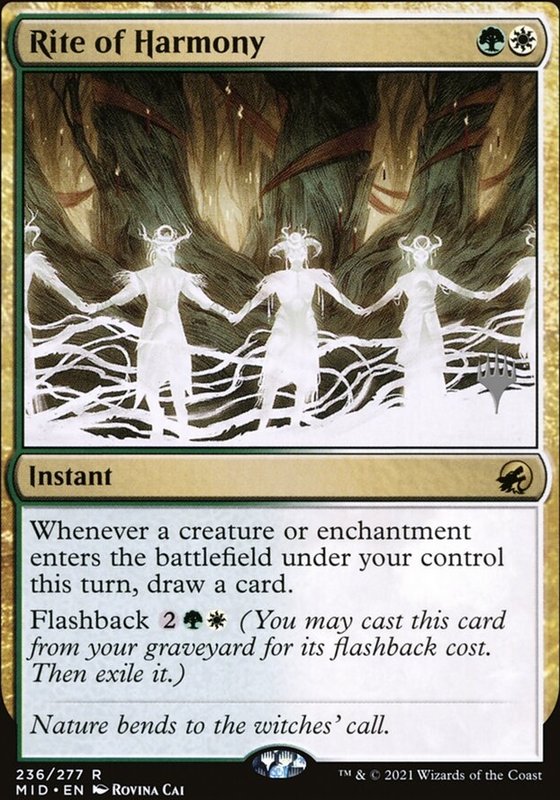 Rite of Harmony
Instant
Whenever a creature or enchantment
enters the battlefield under your control
this turn, draw a card.
Flashback 2 (You may cast this card
from your graveyard for its flashback cost.
Then exile it.)
Nature bends to the witches’ call.
236/277 R
MID • EN Rovina Cai
™ & © 2021 Wizards of the Coast